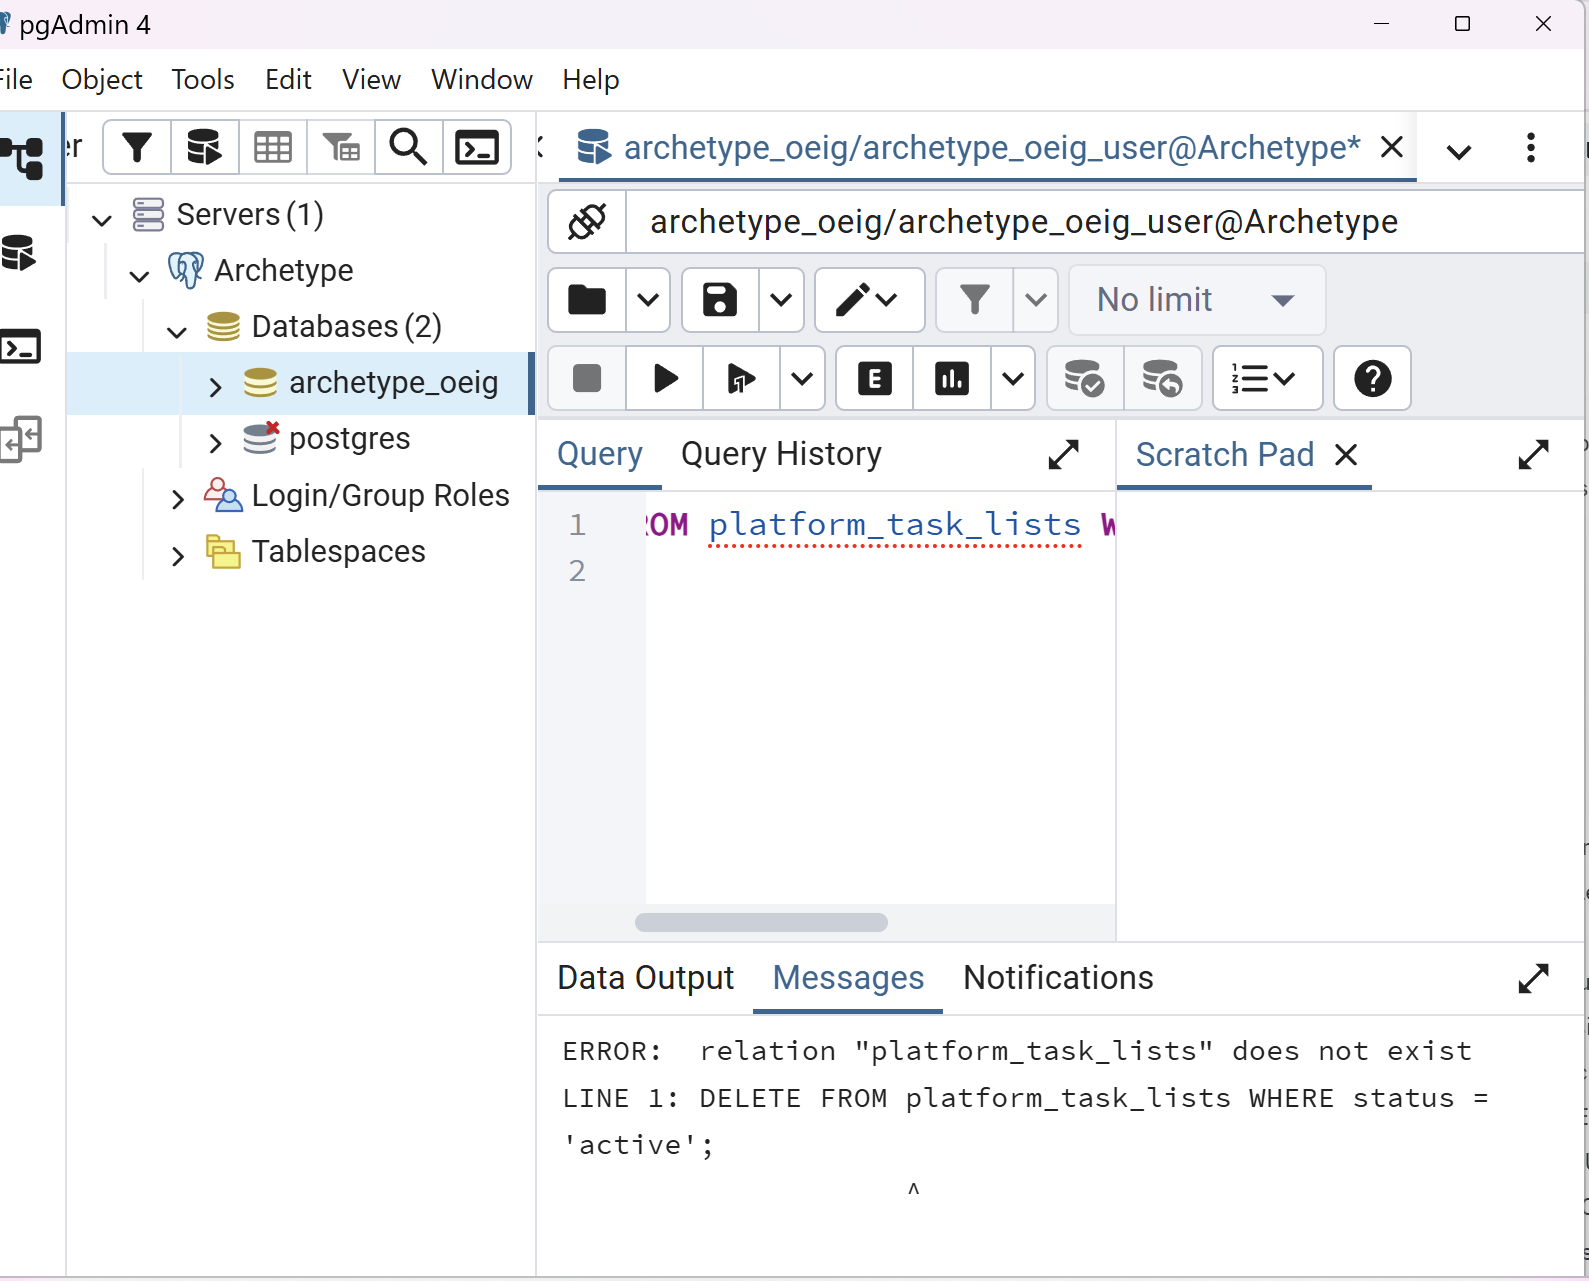 pgAdmin 4
File Object Tools Edit View Window Help
er
archetype_oeig/archetype_oeig_user@Archetype*
Servers (1)
Archetype
Databases (2)
archetype_oeig
postgres
Login/Group Roles
Tablespaces
archetype_oeig/archetype_oeig_user@Archetype
No limit
Query Query History
Scratch Pad
1 ROM platform_task_lists W
2
Data Output Messages Notifications
ERROR:  relation "platform_task_lists" does not exist
LINE 1: DELETE FROM platform_task_lists WHERE status =
'active';
^